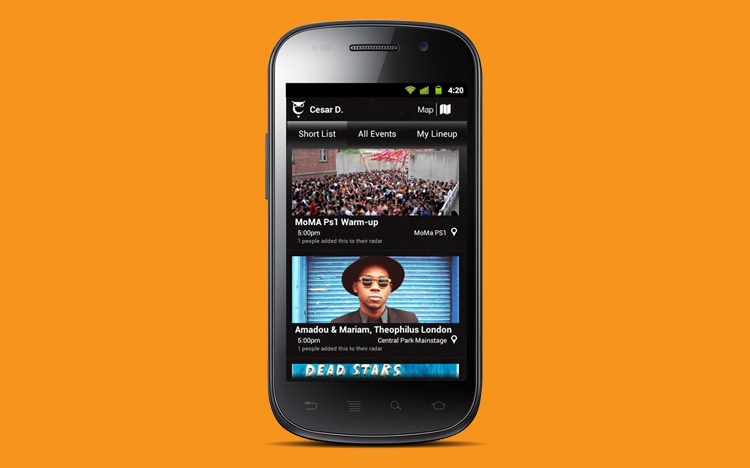 4:20
Cesar D.
Map
Short List
All Events
My Lineup
MoMA Ps1 Warm-up
5:00pm
MoMa PS1
1 people added this to their radar
Amadou & Mariam, Theophilus London
5:00pm
Central Park Mainstage
1 people added this to their radar
DEAD STARS